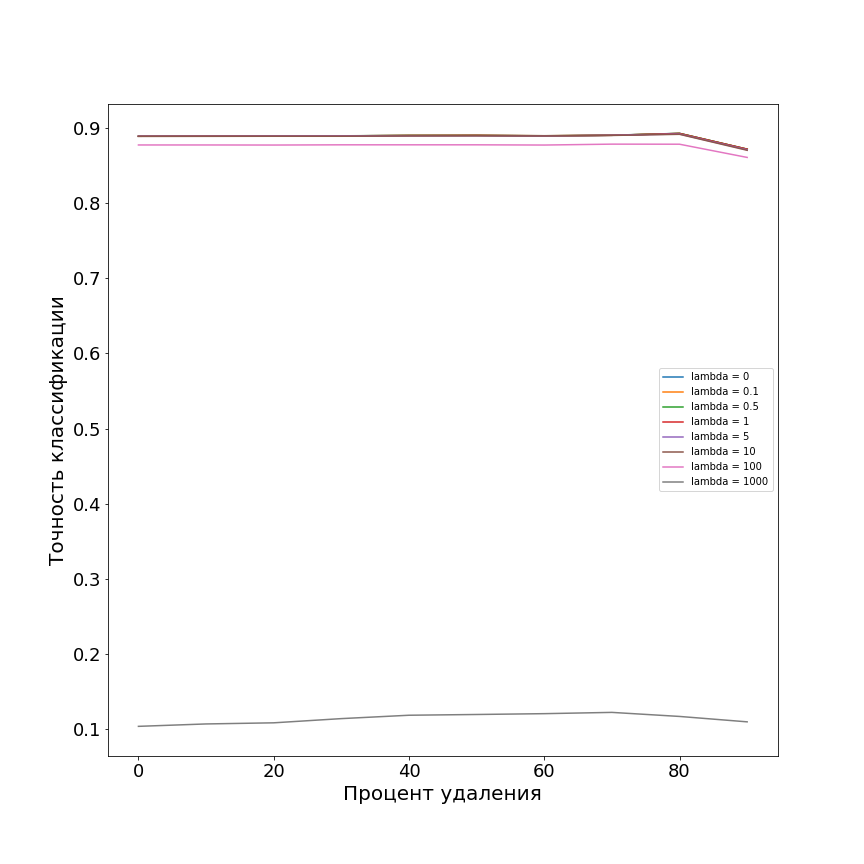 0.9
0.8
0.7
0.6
0.5
0.4
0.3
0.2
0.1
Точность классификации
lambda = 0
lambda = 0.1
lambda = 0.5
lambda = 1
lambda = 5
lambda = 10
lambda = 100
lambda = 1000
0 20 40 60 80
Процент удаления